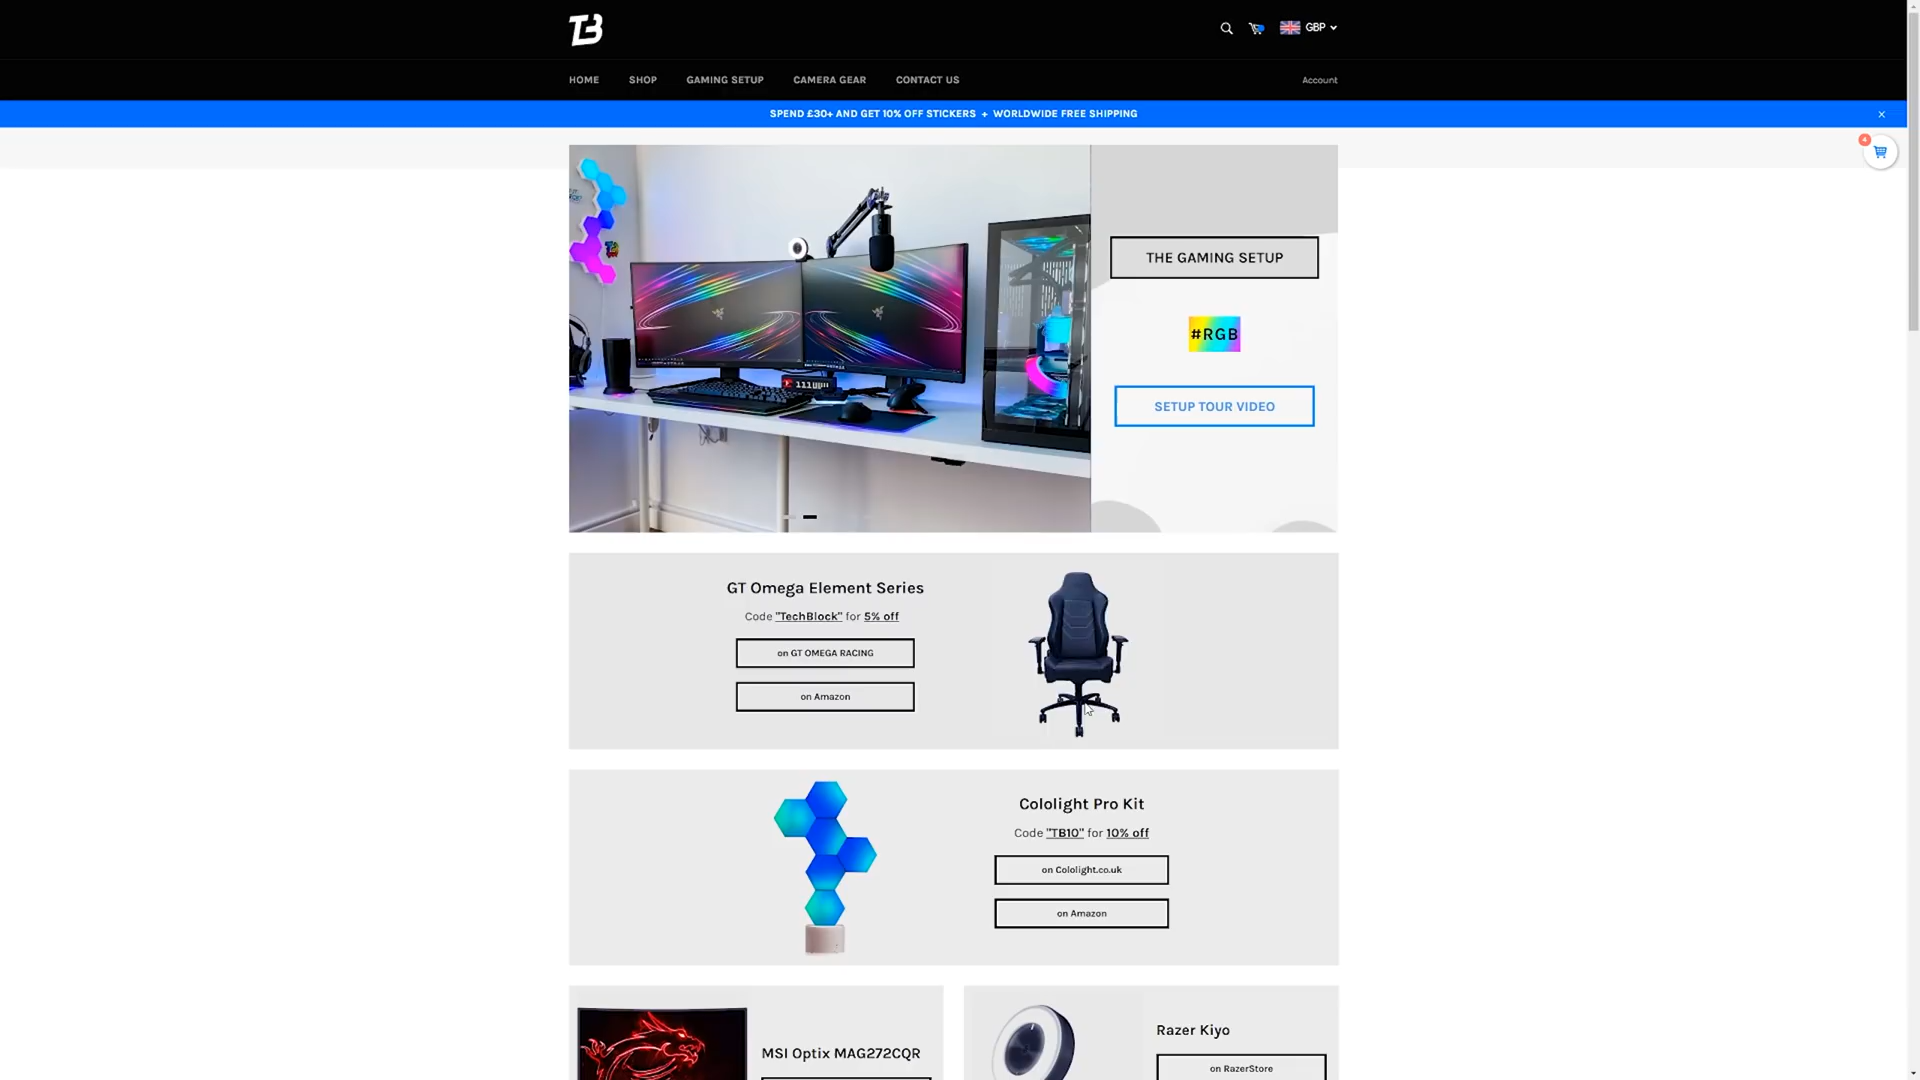 TB
GBP
HOME SHOP GAMING SETUP CAMERA GEAR CONTACT US Account
SPEND £30+ AND GET 10% OFF STICKERS + WORLDWIDE FREE SHIPPING
4
THE GAMING SETUP
#RGB
SETUP TOUR VIDEO
GT Omega Element Series
Code "TechBlock" for 5% off
on GT OMEGA RACING
on Amazon
Cololight Pro Kit
Code "TB10" for 10% off
on Cololight.co.uk
on Amazon
MSI Optix MAG272CQR
Razer Kiyo
on RazerStore